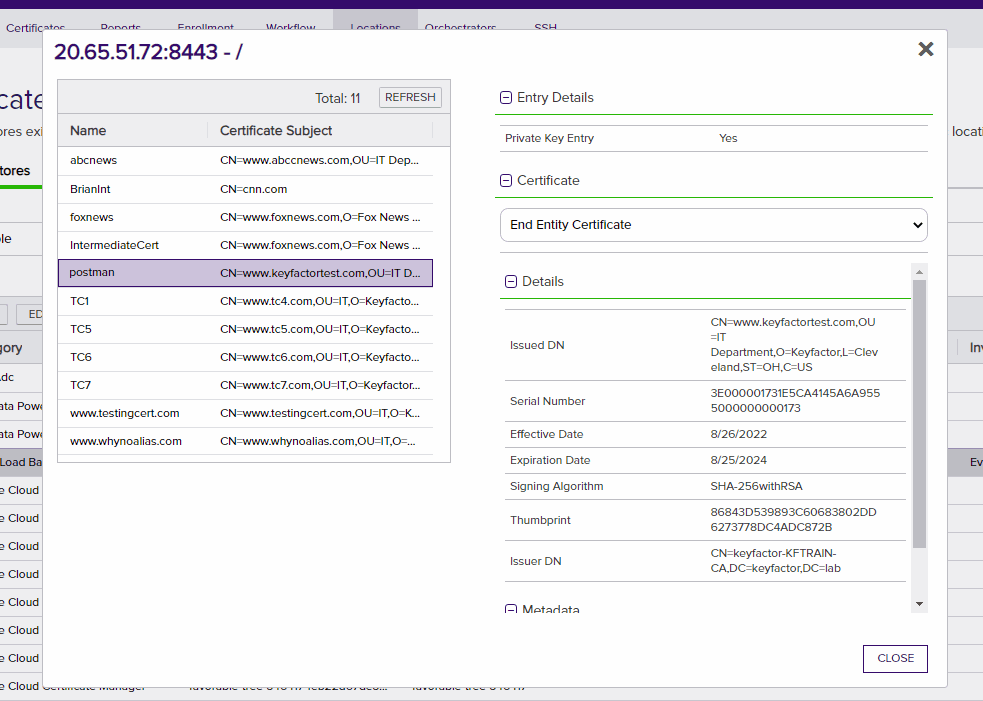 Certificates Reports Enrollment Workflow Locations Orchestrators SSH
20.65.51.72:8443 - /
Total: 11 REFRESH
Name Certificate Subject
abcnews CN=www.abccnews.com,OU=IT Dep...
BrianInt CN=cnn.com
foxnews CN=www.foxnews.com,O=Fox News ...
IntermediateCert CN=www.foxnews.com,O=Fox News ...
postman CN=www.keyfactortest.com,OU=IT D...
TC1 CN=www.tc4.com,OU=IT,O=Keyfacto...
TC5 CN=www.tc5.com,OU=IT,O=Keyfacto...
TC6 CN=www.tc6.com,OU=IT,O=Keyfacto...
TC7 CN=www.tc7.com,OU=IT,O=Keyfactor...
www.testingcert.com CN=www.testingcert.com,OU=IT,O=K...
www.whynoalias.com CN=www.whynoalias.com,OU=IT,O=...
Entry Details
Private Key Entry Yes
Certificate
End Entity Certificate
Details
Issued DN
CN=www.keyfactortest.com,OU
=IT
Department,O=Keyfactor,L=Clev
eland,ST=OH,C=US
Serial Number
3E000001731E5CA4145A6A955
5000000000173
Effective Date 8/26/2022
Expiration Date 8/25/2024
Signing Algorithm SHA-256withRSA
Thumbprint
86843D539893C60683802DD
6273778DC4ADC872B
Issuer DN
CN=keyfactor-KFTRAIN-
CA,DC=keyfactor,DC=lab
Metadata
CLOSE
cate
ores exi
locati
tores
le
ED
gory
Inv
Adc
ata Powe
ata Powe
Load Ba
Ev
e Cloud
e Cloud
e Cloud
e Cloud
e Cloud
e Cloud
e Cloud
e Cloud Certificate Manager